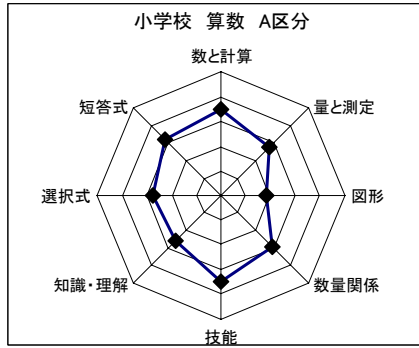 小学校 算数 A区分
数と計算
短答式
量と測定
選択式
図形
知識・理解
数量関係
技能